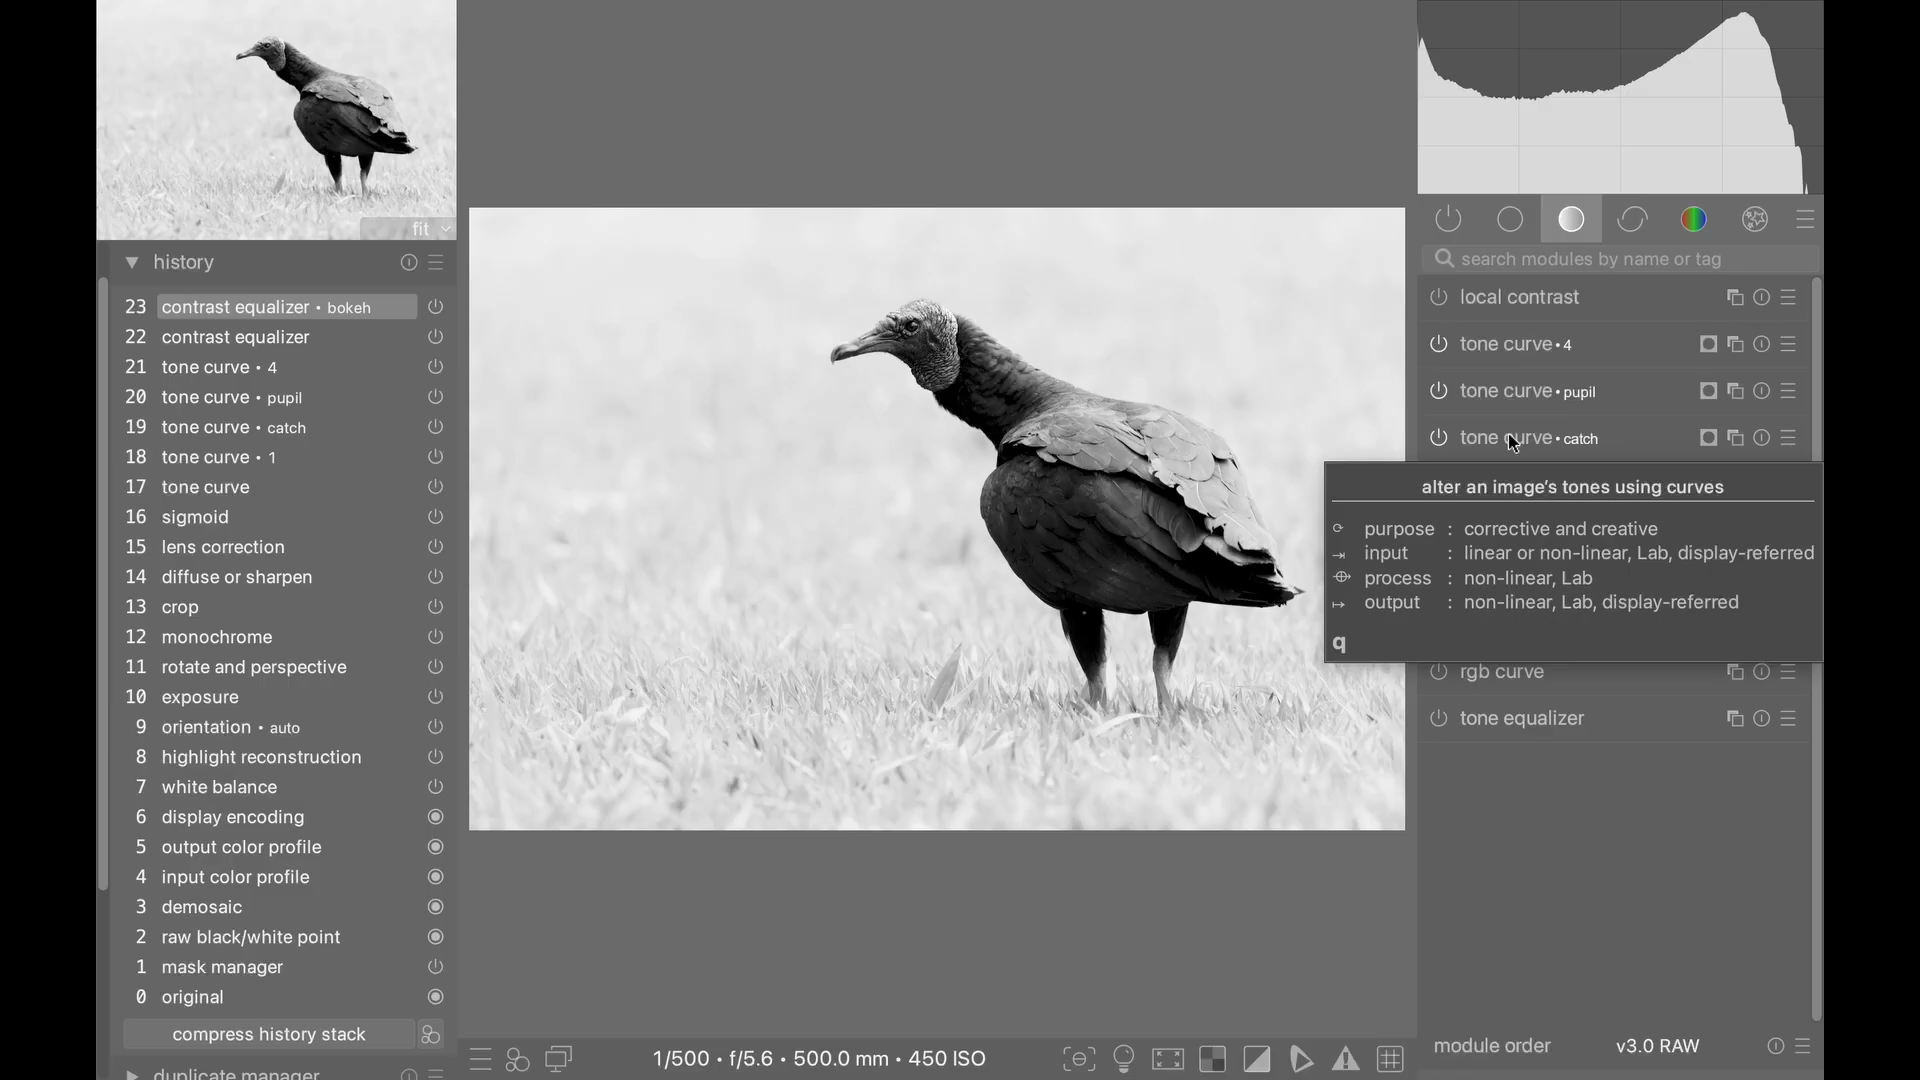 fit
history
23 contrast equalizer • bokeh
22 contrast equalizer
21 tone curve • 4
20 tone curve • pupil
19 tone curve • catch
18 tone curve • 1
17 tone curve
16 sigmoid
15 lens correction
14 diffuse or sharpen
13 crop
12 monochrome
11 rotate and perspective
10 exposure
9 orientation • auto
8 highlight reconstruction
7 white balance
6 display encoding
5 output color profile
4 input color profile
3 demosaic
2 raw black/white point
1 mask manager
0 original
compress history stack
duplicate manager
1/500 • f/5.6 • 500.0 mm • 450 ISO
search modules by name or tag
local contrast
tone curve • 4
tone curve • pupil
tone curve • catch
alter an image's tones using curves
purpose : corrective and creative
input : linear or non-linear, Lab, display-referred
process : non-linear, Lab
output : non-linear, Lab, display-referred
q
rgb curve
tone equalizer
module order v3.0 RAW